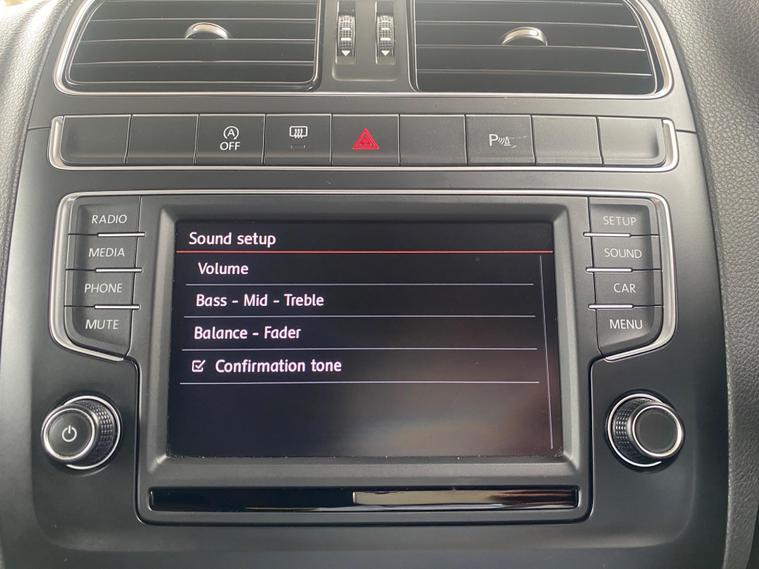 A
OFF
P
RADIO
MEDIA
PHONE
MUTE
Sound setup
Volume
Bass - Mid - Treble
Balance - Fader
Confirmation tone
SETUP
SOUND
CAR
MENU